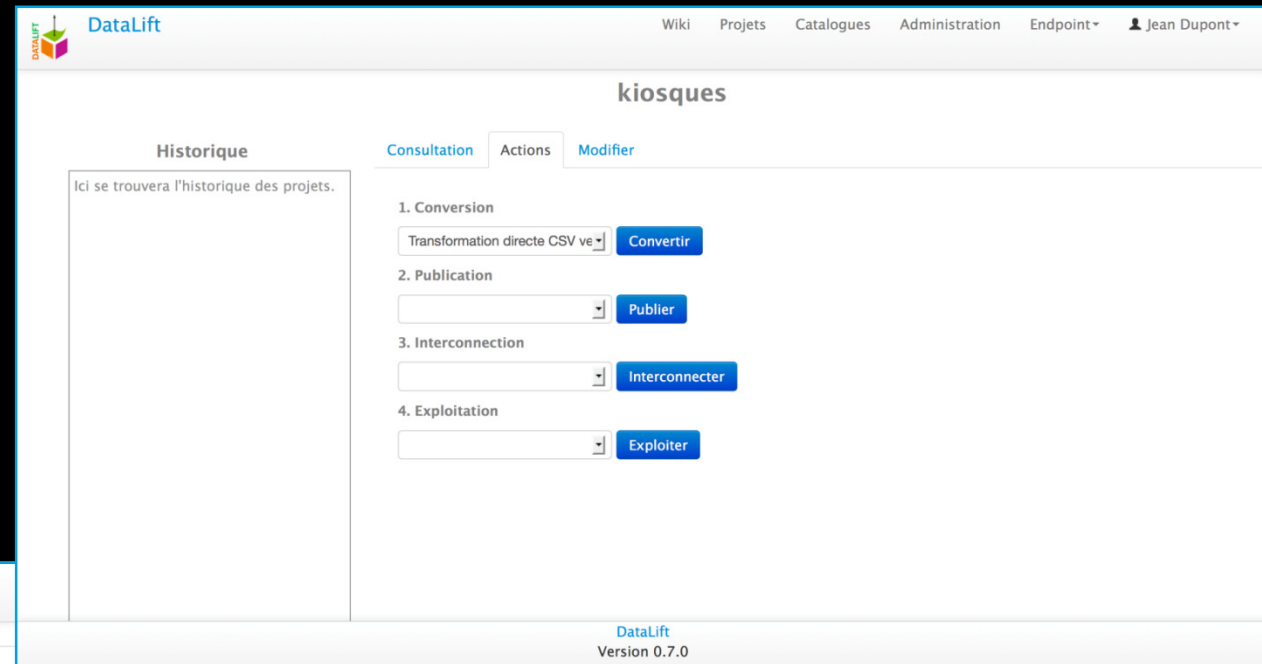 DATALIFT
DataLift
Wiki Projets Catalogues Administration Endpoint Jean Dupont
kiosques
Historique
Ici se trouvera l'historique des projets.
Consultation Actions Modifier
1. Conversion
Transformation directe CSV ve Convertir
2. Publication
Publier
3. Interconnection
Interconnecter
4. Exploitation
Exploiter
DataLift
Version 0.7.0